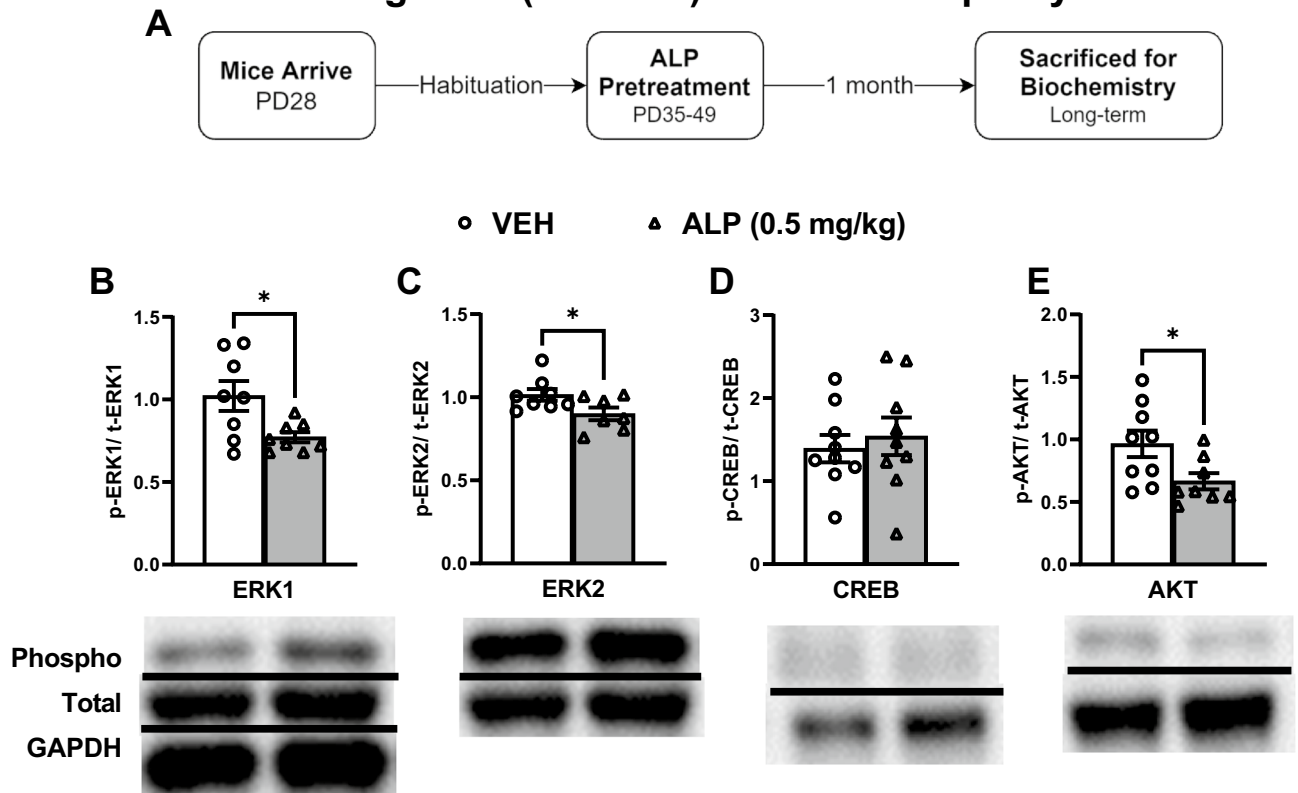 A
Mice Arrive
PD28
Habituation
ALP
Pretreatment
PD35-49
1 month
Sacrificed for
Biochemistry
Long-term
VEH
ALP (0.5 mg/kg)
B
p-ERK1/ t-ERK1
1.5
1.0
0.5
0.0
*
ERK1
C
p-ERK2/ t-ERK2
1.5
1.0
0.5
0.0
*
ERK2
D
p-CREB/ t-CREB
3
2
1
0
CREB
E
p-AKT/ t-AKT
2.0
1.5
1.0
0.5
0.0
*
AKT
Phospho
Total
GAPDH